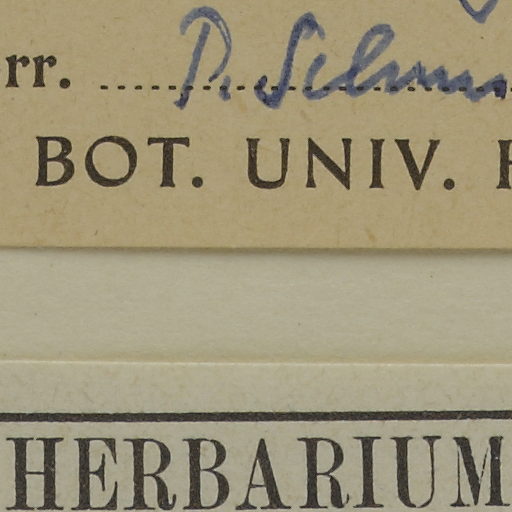 rr. P.
BOT. UNIV.
HERBARIUM